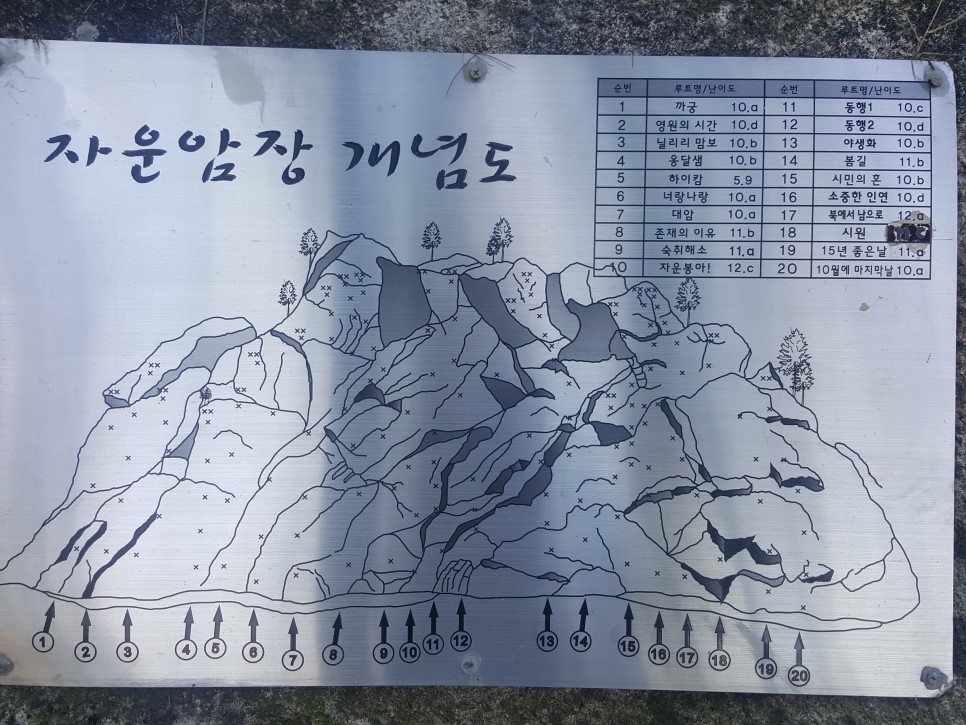 자운암장 개념도
순번 루트명/난이도 순번 루트명/난이도
1 까궁 10.a 11 동행1 10.c
2 영원의 시간 10.d 12 동행2 10.d
3 닐리리 맘보 10.b 13 야생화 10.b
4 옹달샘 10.b 14 봄길 11.b
5 하이캄 5.9 15 시민의 혼 10.b
6 너랑나랑 10.a 16 소중한 인연 10.d
7 대암 10.a 17 북에서 남으로 12.a
8 존재의 이유 11.b 18 시원
9 숙취해소 11.a 19 15년 좋은날 11.a
10 자운봉아! 12.c 20 10월에 마지막날 10.a
1 2 3 4 5 6 7 8 9 10 11 12 13 14 15 16 17 18 19 20